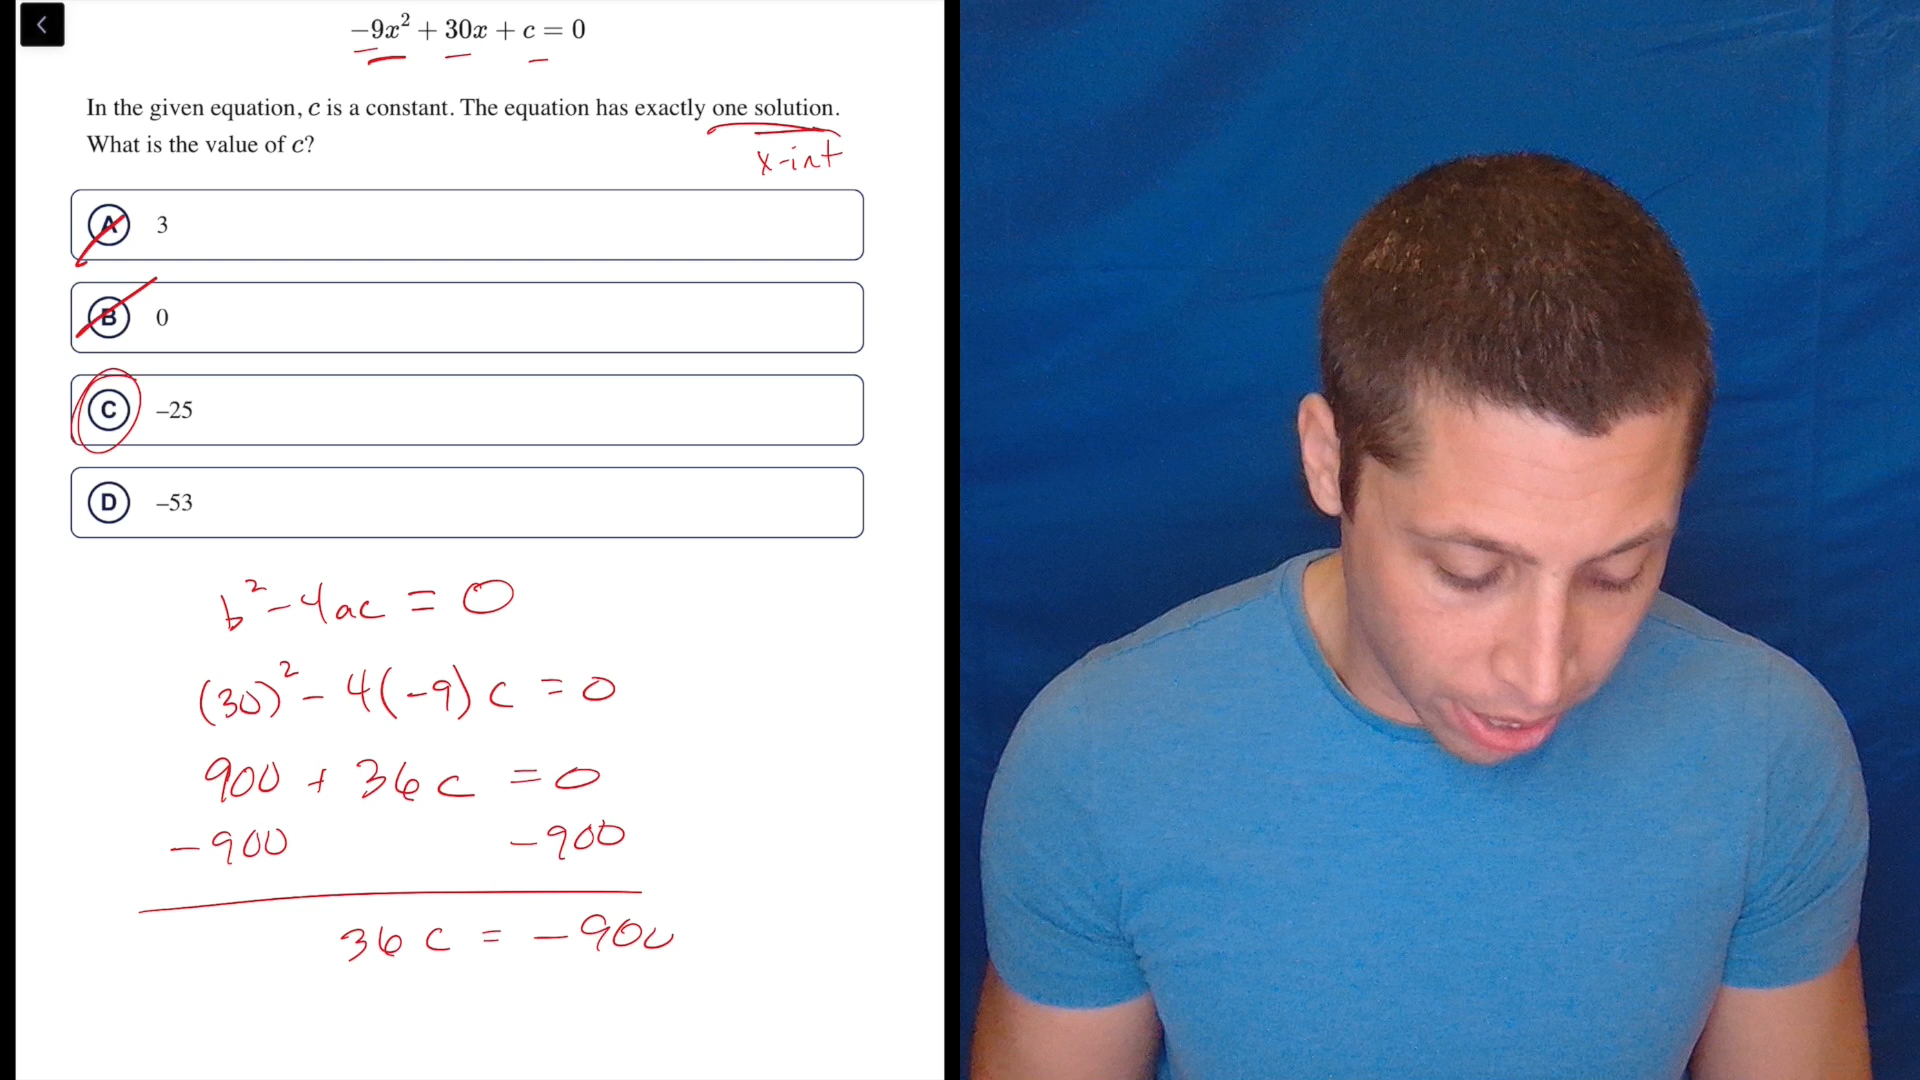 −9x² + 30x + c = 0
In the given equation, c is a constant. The equation has exactly one solution.
What is the value of c?
x-int
A 3
B 0
C –25
D –53
b² - 4ac = 0
(30)² - 4(-9)c = 0
900 + 36c = 0
-900 -900
36c = -900